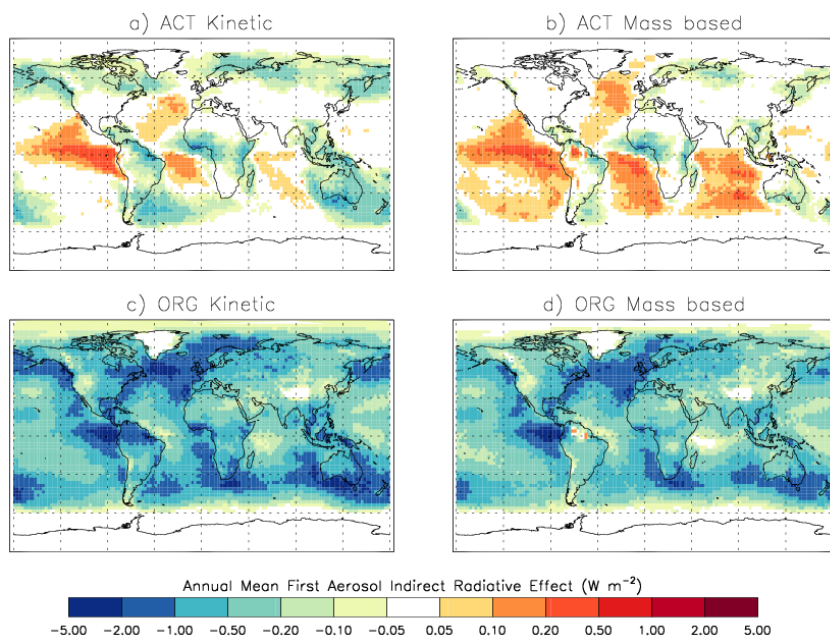 a) ACT Kinetic
b) ACT Mass based
c) ORG Kinetic
d) ORG Mass based
Annual Mean First Aerosol Indirect Radiative Effect (W m⁻²)
-5.00 -2.00 -1.00 -0.50 -0.20 -0.10 -0.05 0.05 0.10 0.20 0.50 1.00 2.00 5.00